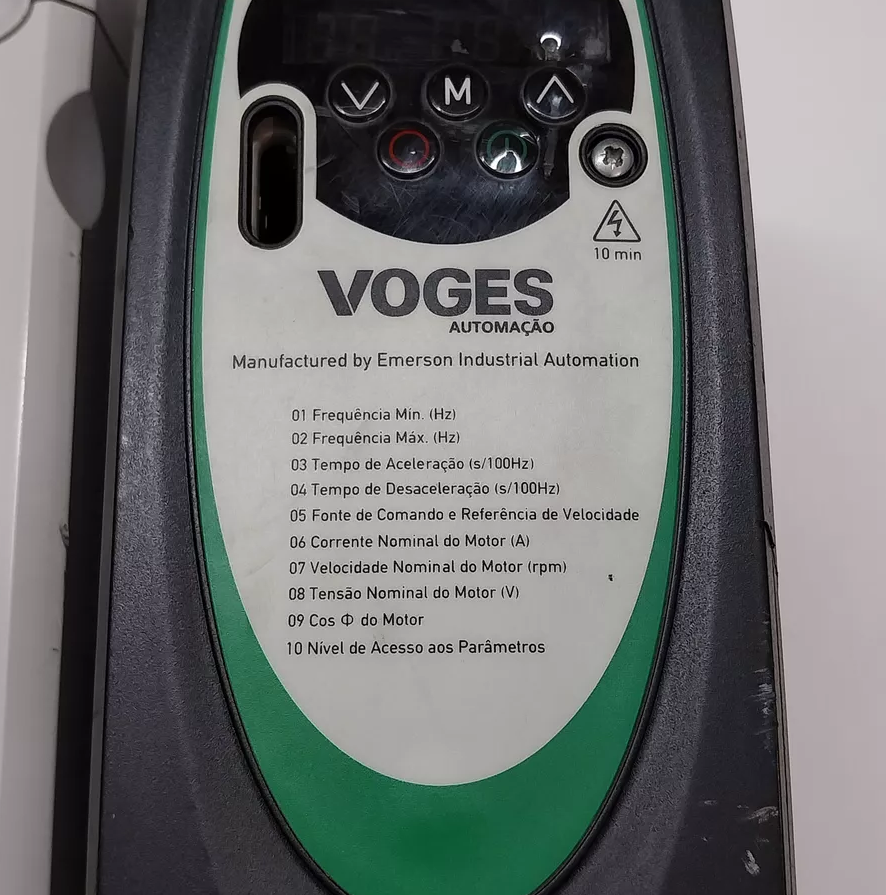 M
10 min
VOGES
AUTOMAÇÃO
Manufactured by Emerson Industrial Automation
01 Frequência Mín. (Hz)
02 Frequência Máx. (Hz)
03 Tempo de Aceleração (s/100Hz)
04 Tempo de Desaceleração (s/100Hz)
05 Fonte de Comando e Referência de Velocidade
06 Corrente Nominal do Motor (A)
07 Velocidade Nominal do Motor (rpm)
08 Tensão Nominal do Motor (V)
09 Cos Φ do Motor
10 Nível de Acesso aos Parâmetros